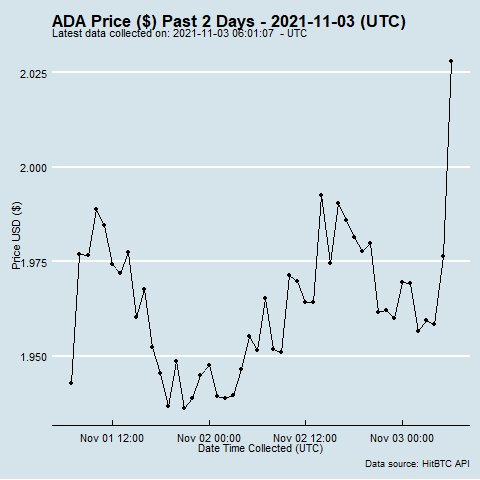 ADA Price ($) Past 2 Days - 2021-11-03 (UTC)
Latest data collected on: 2021-11-03 06:01:07 - UTC
2.025
2.000
1.975
1.950
Price USD ($)
Nov 01 12:00
Nov 02 00:00
Nov 02 12:00
Nov 03 00:00
Date Time Collected (UTC)
Data source: HitBTC API